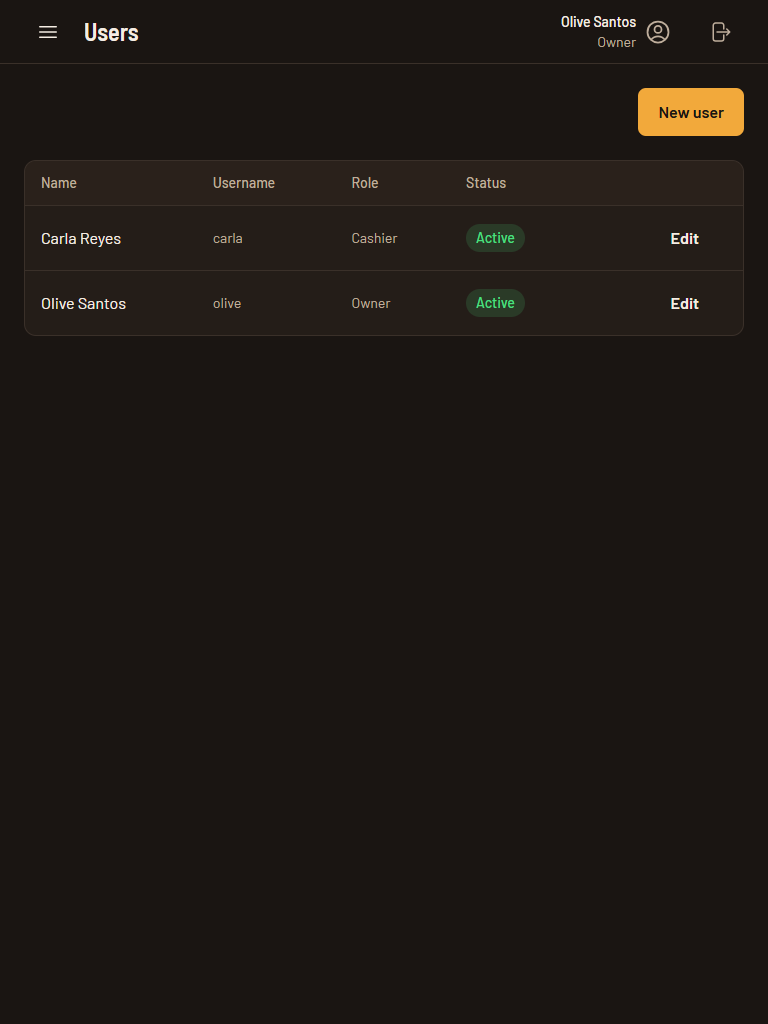 Users
Olive Santos
Owner
New user
Name Username Role Status
Carla Reyes carla Cashier Active Edit
Olive Santos olive Owner Active Edit